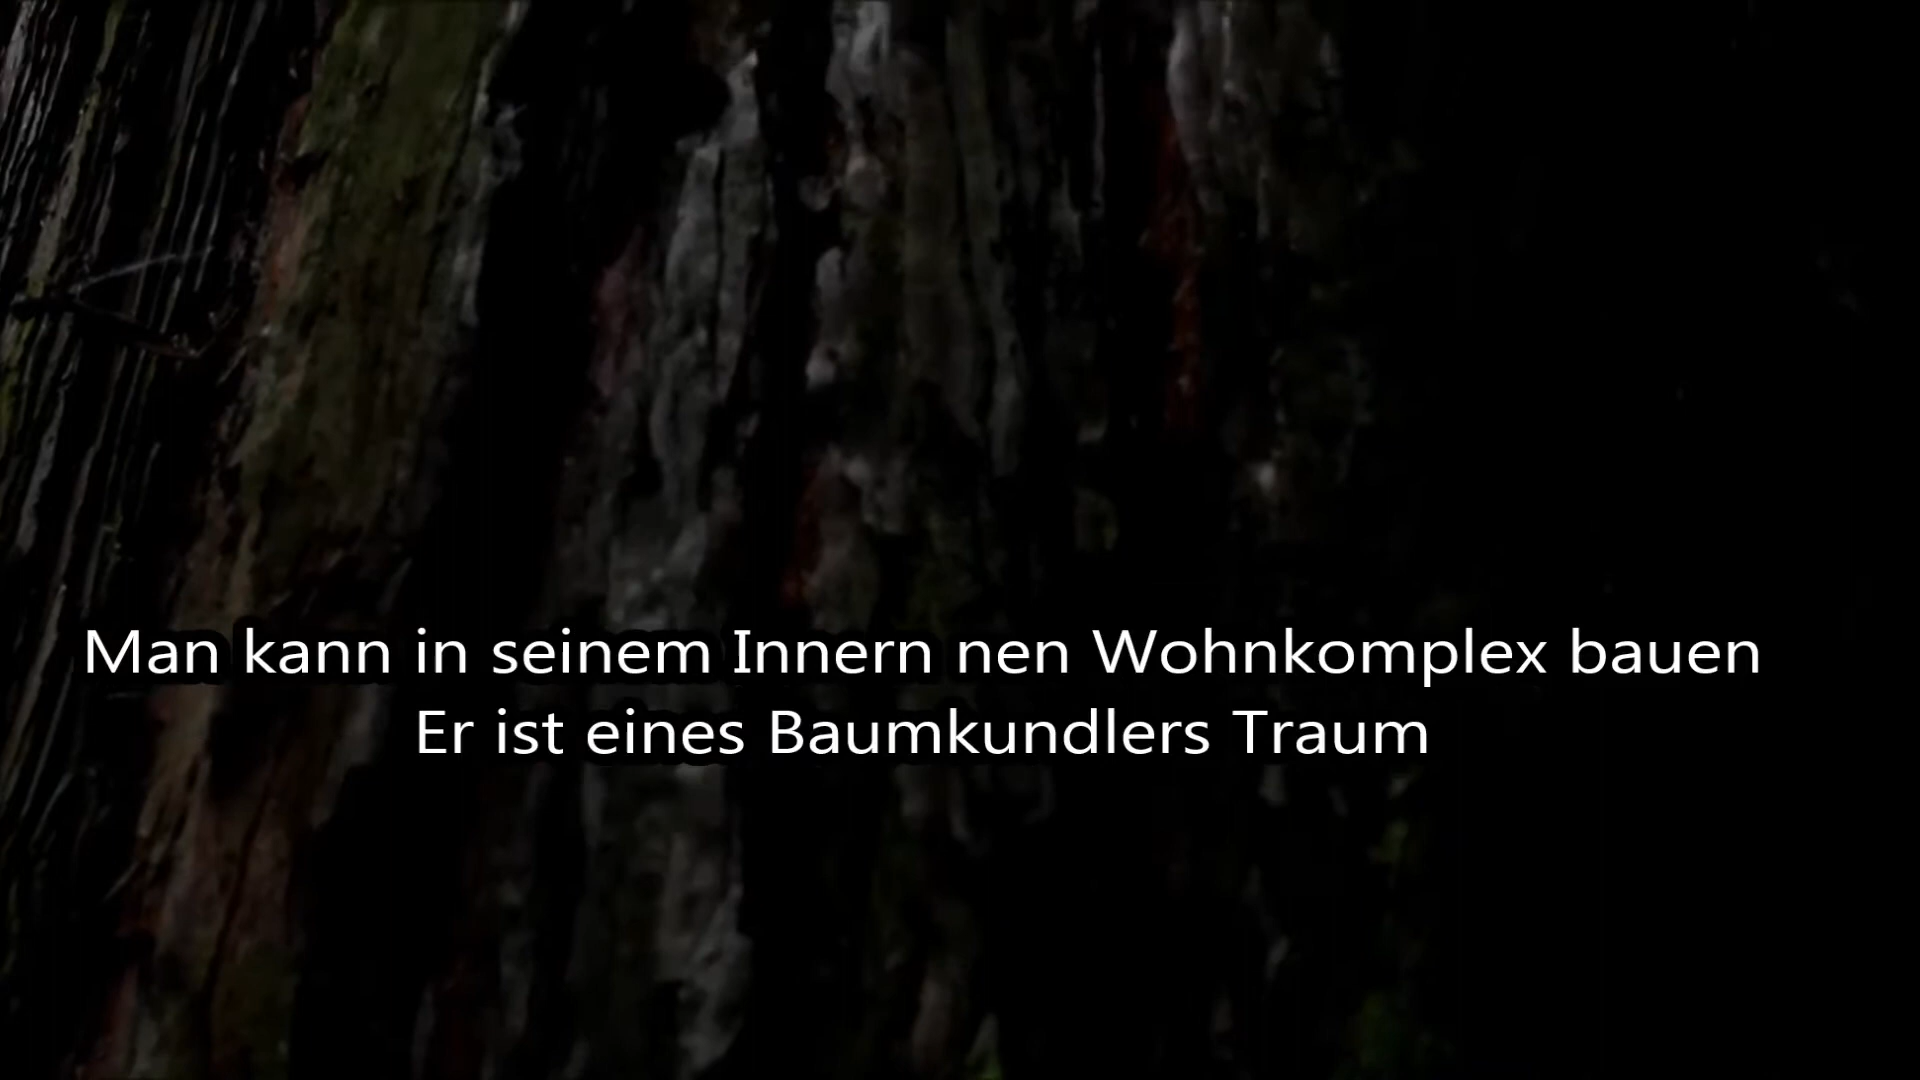 Man kann in seinem Innern nen Wohnkomplex bauen
Er ist eines Baumkundlers Traum